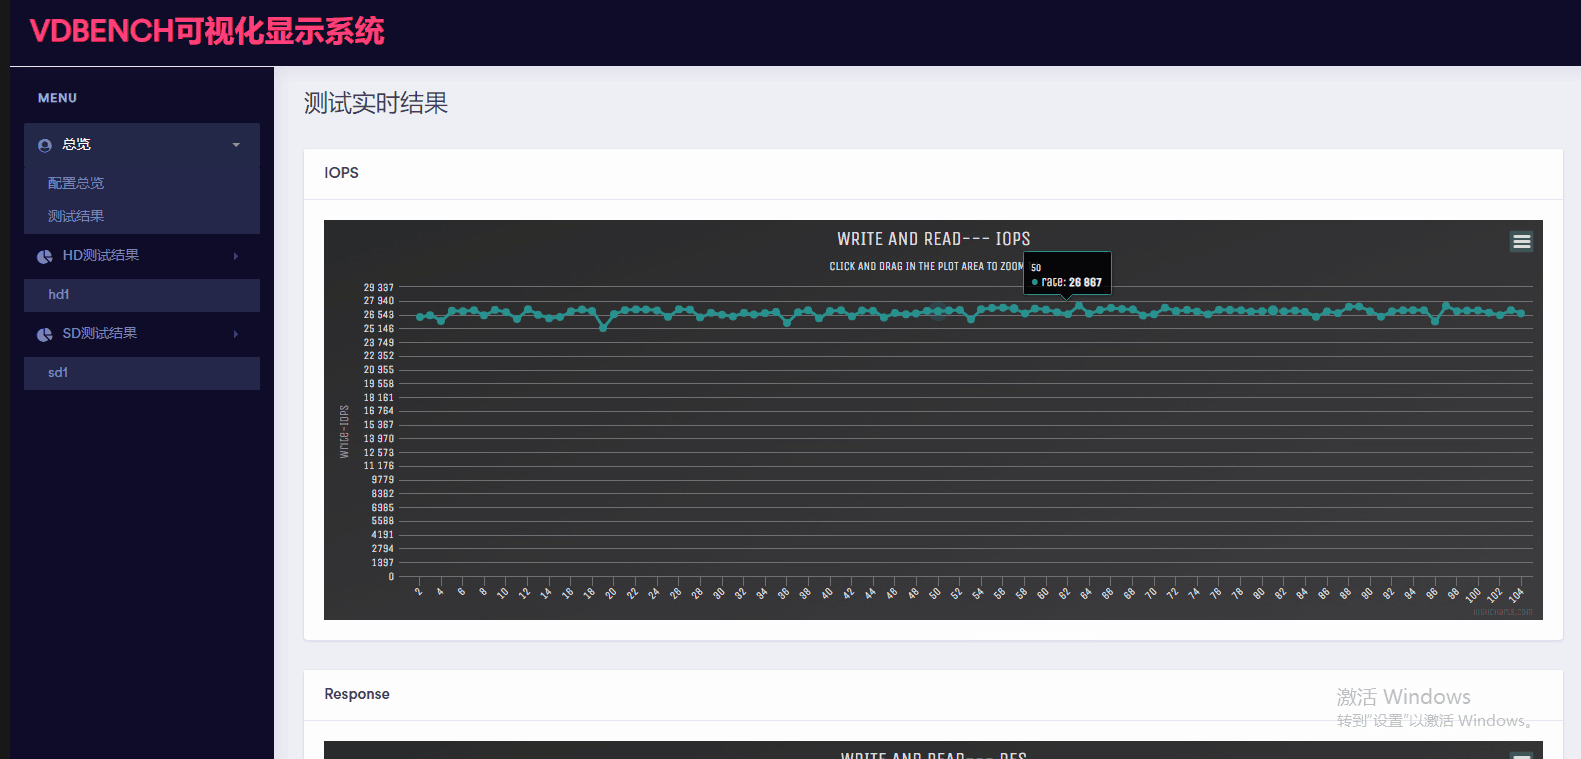 VDBENCH可视化显示系统
MENU
总览
配置总览
测试结果
HD测试结果
hd1
SD测试结果
sd1
测试实时结果
IOPS
WRITE AND READ--- IOPS
CLICK AND DRAG IN THE PLOT AREA TO ZOOM
50
rate: 26 867
29 337
27 940
26 543
25 146
23 749
22 352
20 955
19 558
18 161
16 764
15 367
13 970
12 573
11 176
9779
8382
6985
5588
4191
2794
1397
0
Write-IOPS
2 4 6 8 10 12 14 16 18 20 22 24 26 28 30 32 34 36 38 40 42 44 46 48 50 52 54 56 58 60 62 64 66 68 70 72 74 76 78 80 82 84 86 88 90 92 94 96 98 100 102 104
Highcharts.com
Response
WRITE AND READ--- RES
激活 Windows
转到"设置"以激活 Windows。